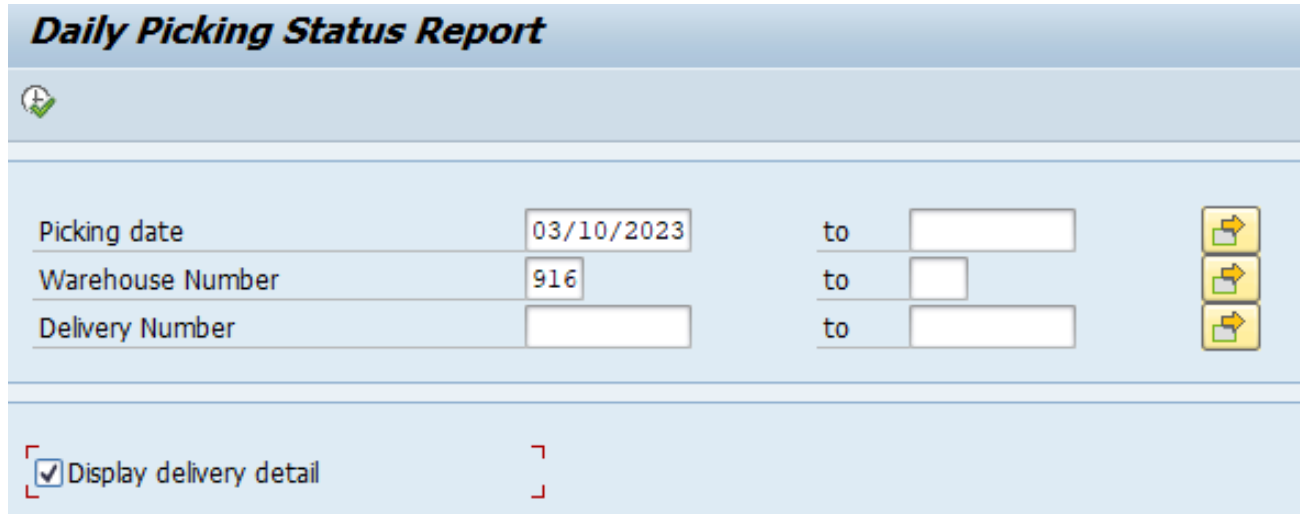 Daily Picking Status Report
Picking date 03/10/2023 to
Warehouse Number 916 to
Delivery Number to
Display delivery detail